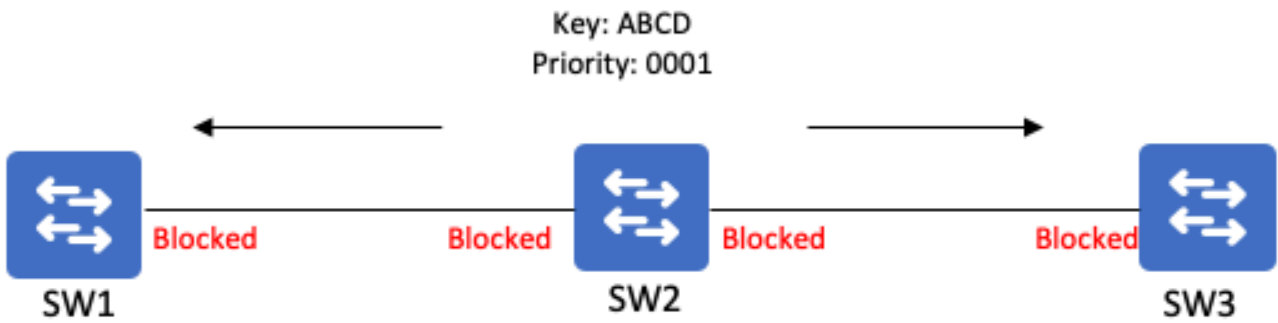 Key: ABCD
Priority: 0001
Blocked Blocked Blocked Blocked
SW1 SW2 SW3